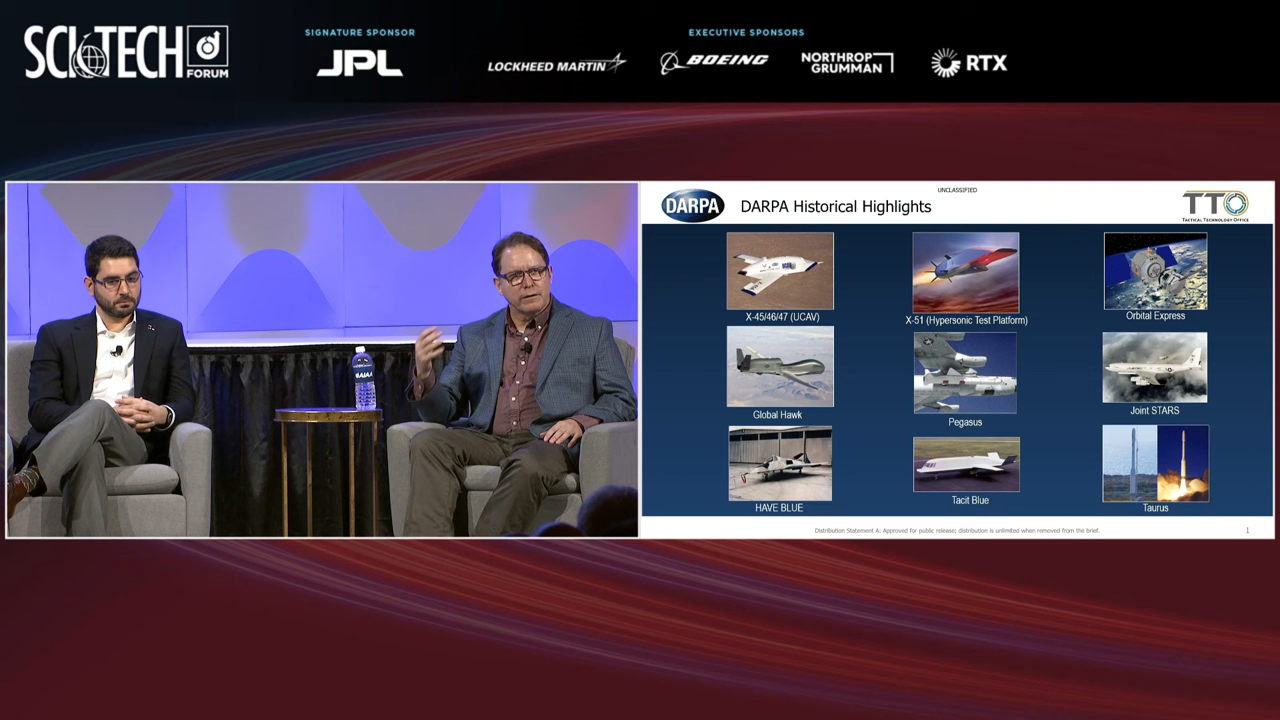 SCITECH
FORUM
SIGNATURE SPONSOR
JPL
EXECUTIVE SPONSORS
LOCKHEED MARTIN
BOEING
NORTHROP
GRUMMAN
RTX
AIAA
UNCLASSIFIED
DARPA
DARPA Historical Highlights
TTO
TACTICAL TECHNOLOGY OFFICE
X-45/46/47 (UCAV)
X-51 (Hypersonic Test Platform)
Orbital Express
Global Hawk
Pegasus
Joint STARS
HAVE BLUE
Tacit Blue
Taurus
Distribution Statement A: Approved for public release; distribution is unlimited when removed from the brief.
1